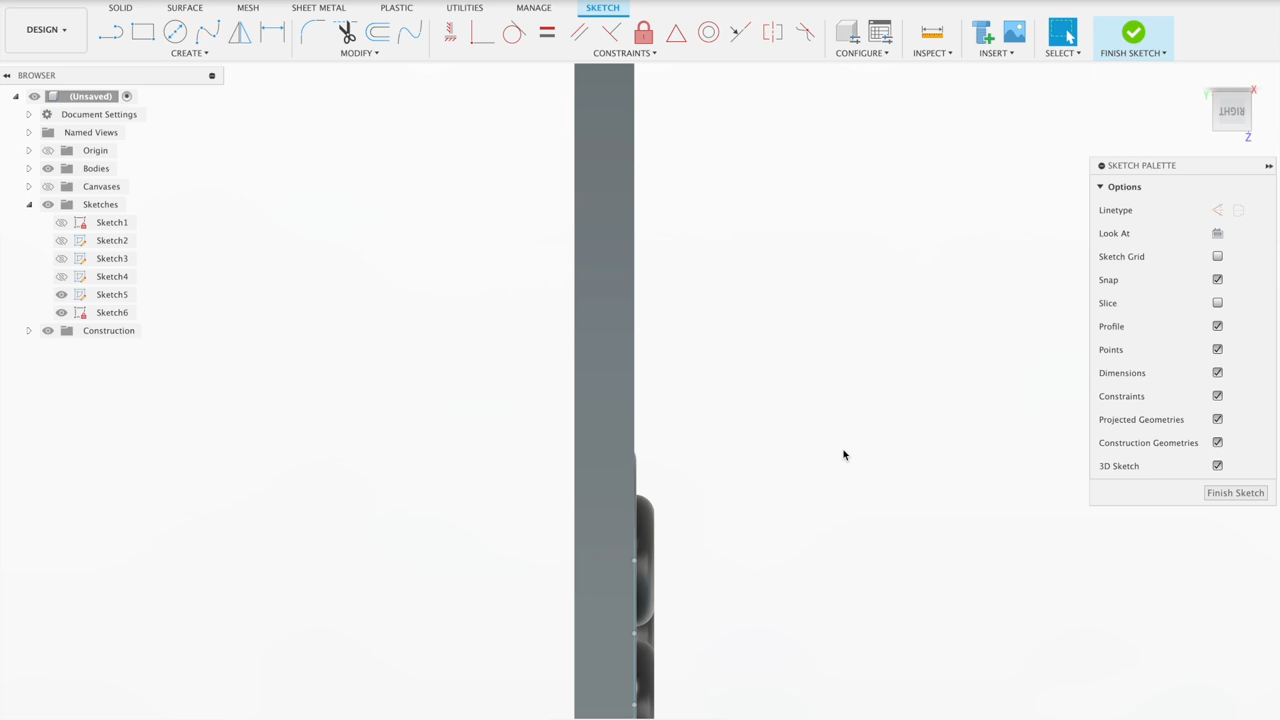 SOLID SURFACE MESH SHEET METAL PLASTIC UTILITIES MANAGE SKETCH
DESIGN
CREATE MODIFY CONSTRAINTS CONFIGURE INSPECT INSERT SELECT FINISH SKETCH
BROWSER
(Unsaved)
Document Settings
Named Views
Origin
Bodies
Canvases
Sketches
Sketch1
Sketch2
Sketch3
Sketch4
Sketch5
Sketch6
Construction
Y
X
RIGHT
Z
SKETCH PALETTE
Options
Linetype
Look At
Sketch Grid
Snap
Slice
Profile
Points
Dimensions
Constraints
Projected Geometries
Construction Geometries
3D Sketch
Finish Sketch